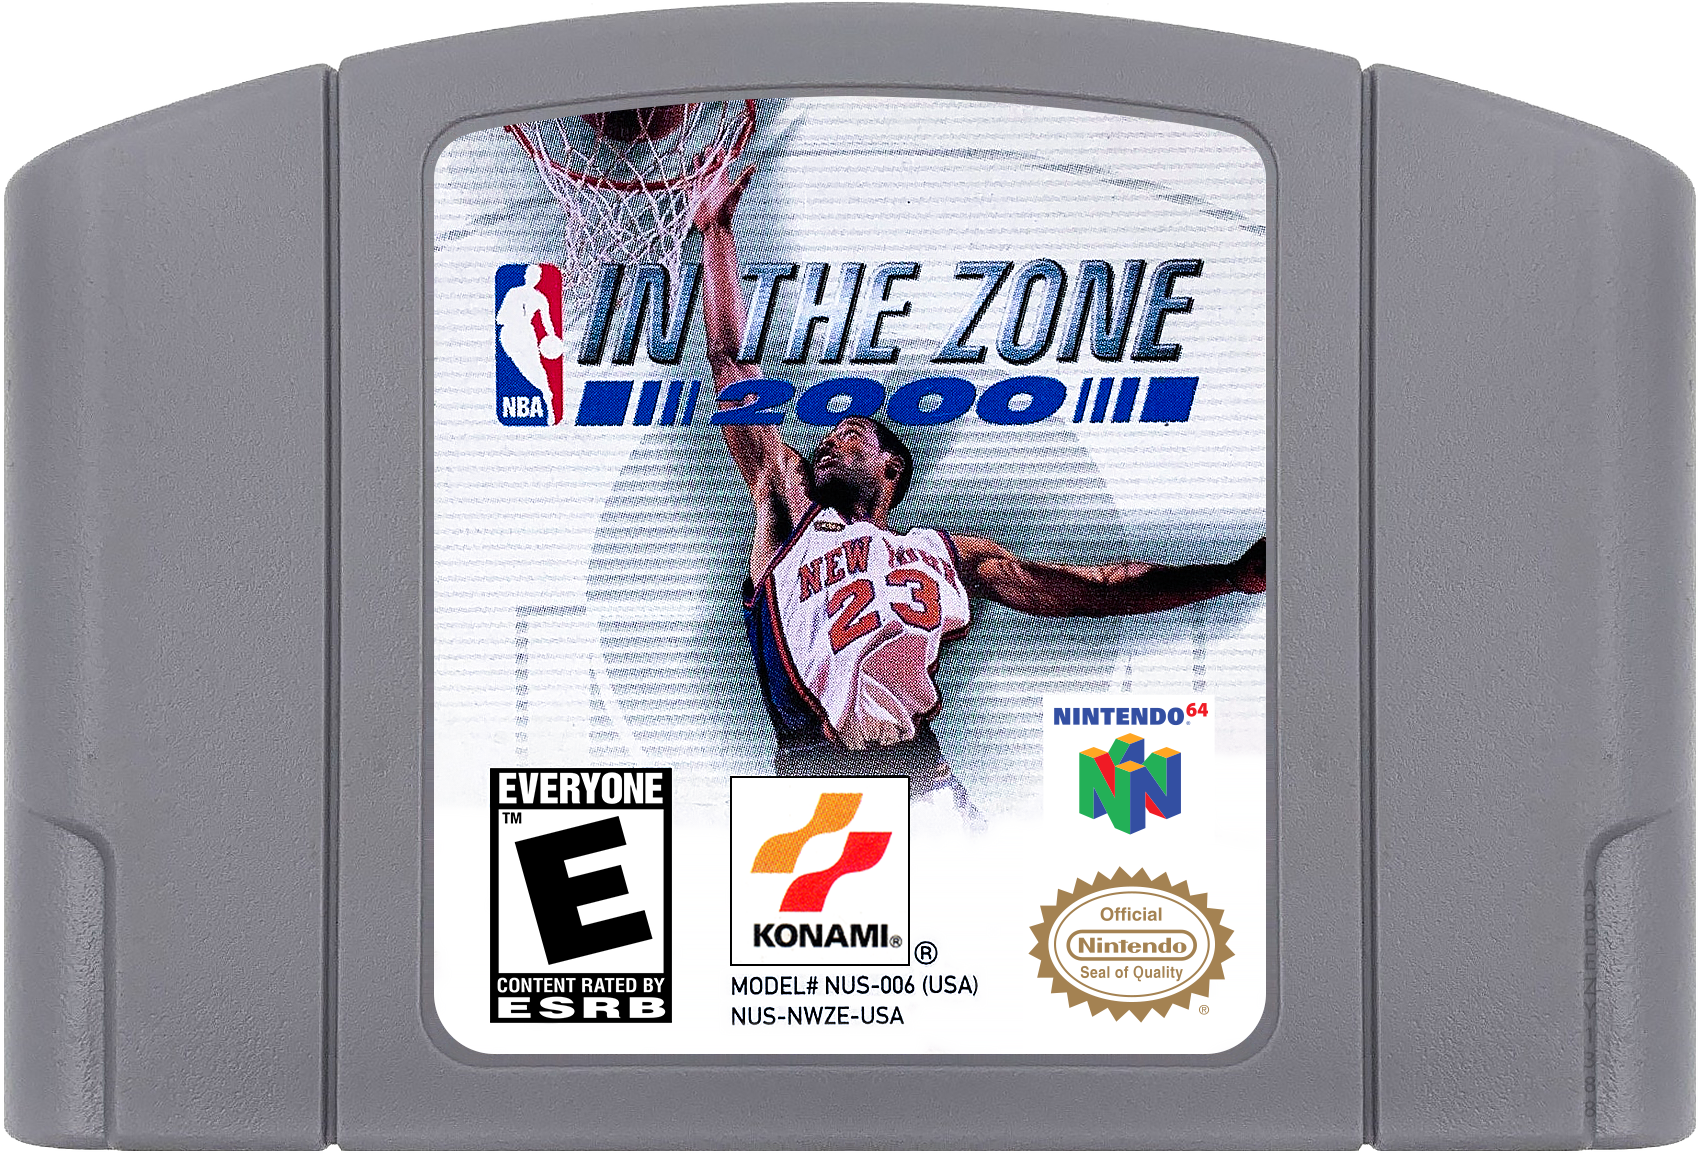 IN THE ZONE
NBA
2000
NEW YORK
23
NINTENDO64
EVERYONE
TM
E
CONTENT RATED BY
ESRB
KONAMI®
®
MODEL# NUS-006 (USA)
NUS-NWZE-USA
Official
Nintendo
Seal of Quality
®